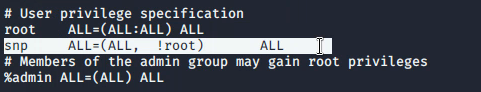 # User privilege specification
root    ALL=(ALL:ALL) ALL
snp     ALL=(ALL,  !root)       ALL
# Members of the admin group may gain root privileges
%admin ALL=(ALL) ALL